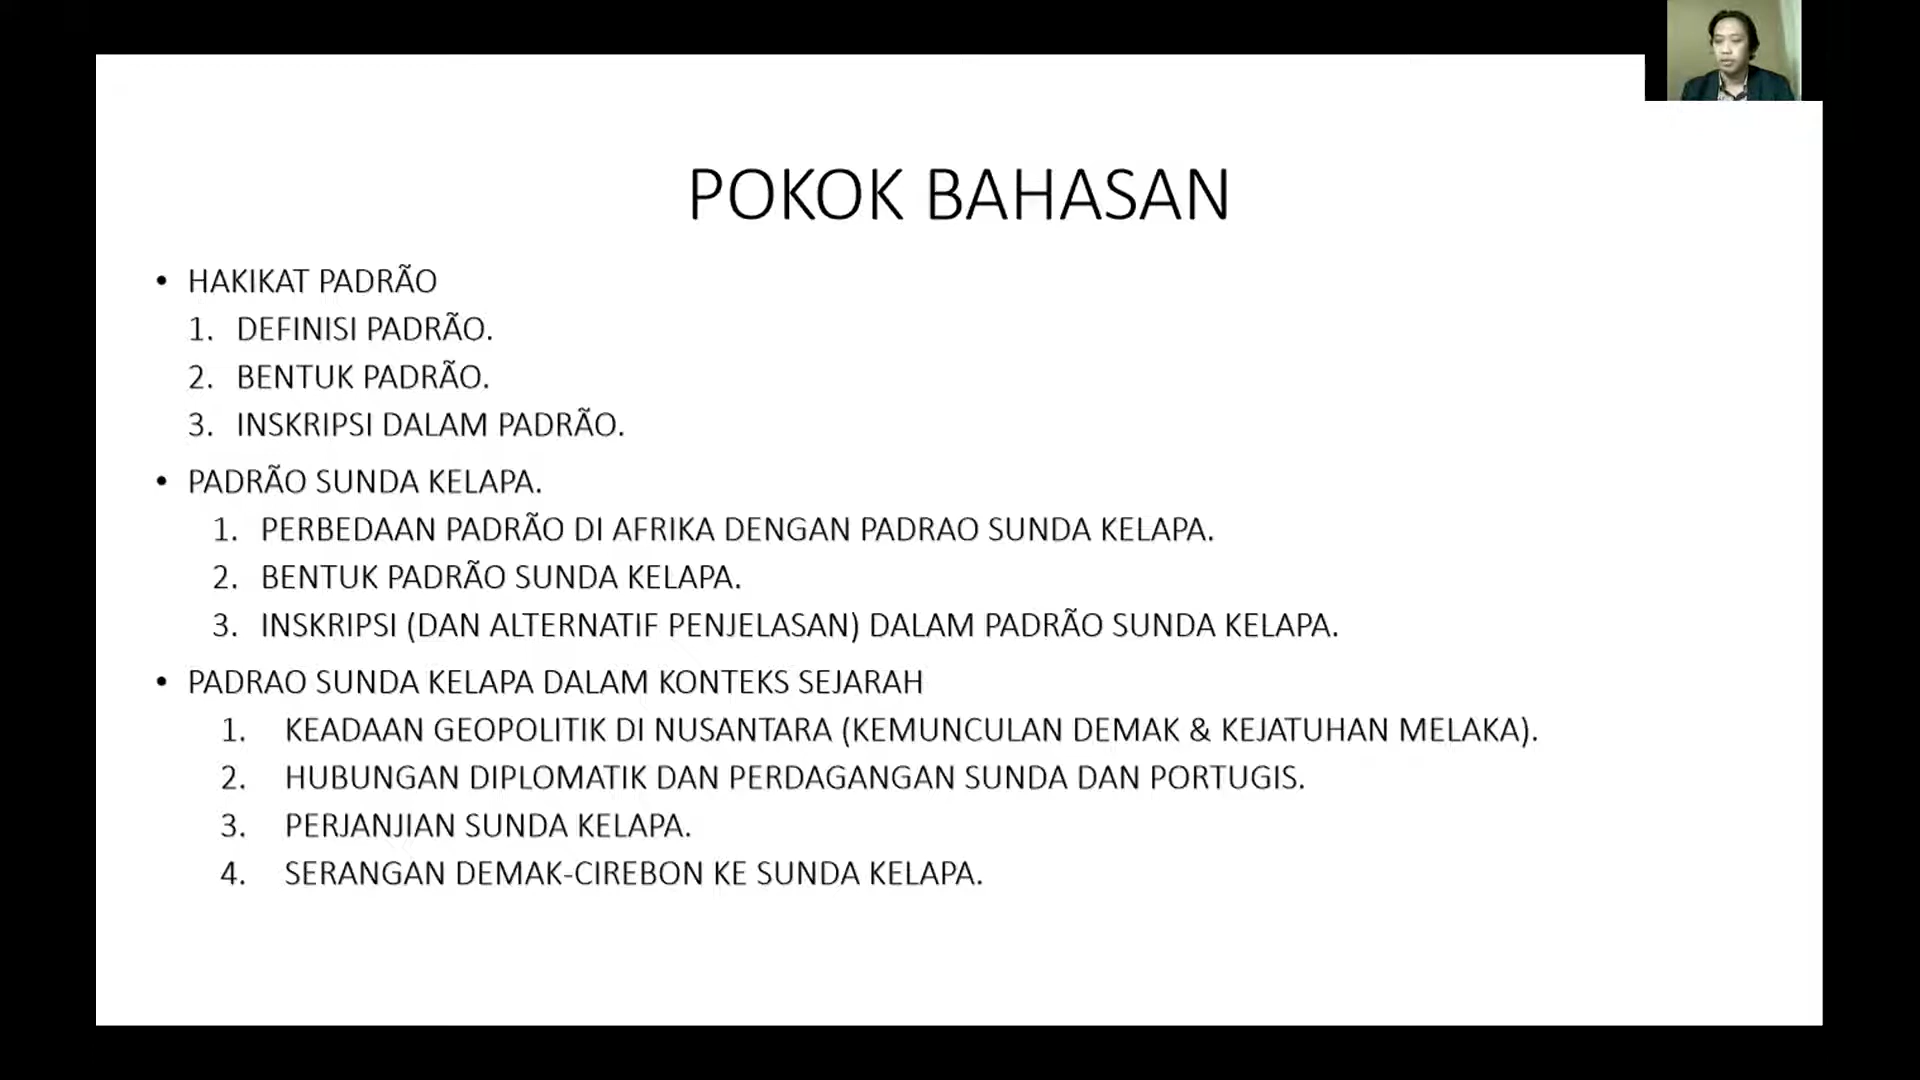 POKOK BAHASAN
• HAKIKAT PADRÃO
1. DEFINISI PADRÃO.
2. BENTUK PADRÃO.
3. INSKRIPSI DALAM PADRÃO.
• PADRÃO SUNDA KELAPA.
1. PERBEDAAN PADRÃO DI AFRIKA DENGAN PADRAO SUNDA KELAPA.
2. BENTUK PADRÃO SUNDA KELAPA.
3. INSKRIPSI (DAN ALTERNATIF PENJELASAN) DALAM PADRÃO SUNDA KELAPA.
• PADRAO SUNDA KELAPA DALAM KONTEKS SEJARAH
1. KEADAAN GEOPOLITIK DI NUSANTARA (KEMUNCULAN DEMAK & KEJATUHAN MELAKA).
2. HUBUNGAN DIPLOMATIK DAN PERDAGANGAN SUNDA DAN PORTUGIS.
3. PERJANJIAN SUNDA KELAPA.
4. SERANGAN DEMAK-CIREBON KE SUNDA KELAPA.